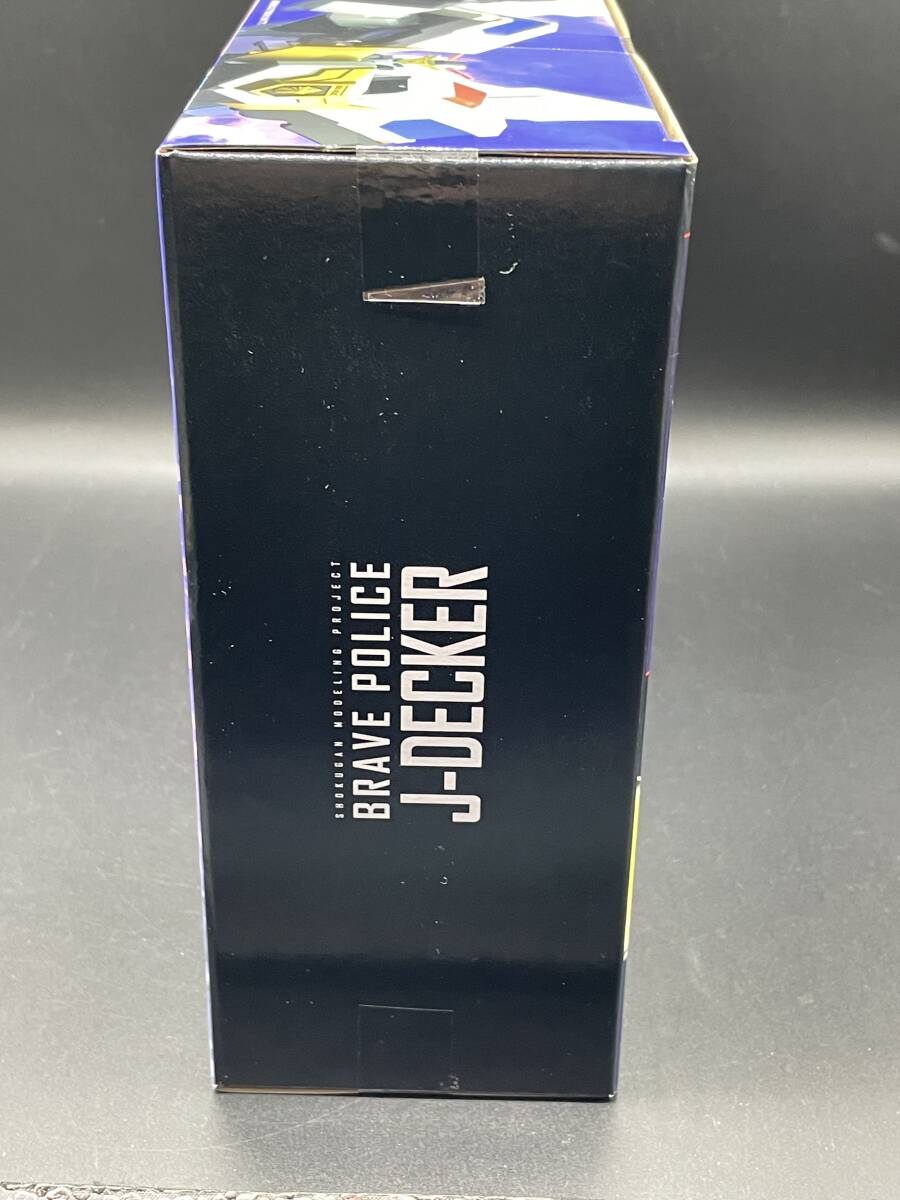 SHOKUGAN MODELING PROJECT
BRAVE POLICE
J-DECKER